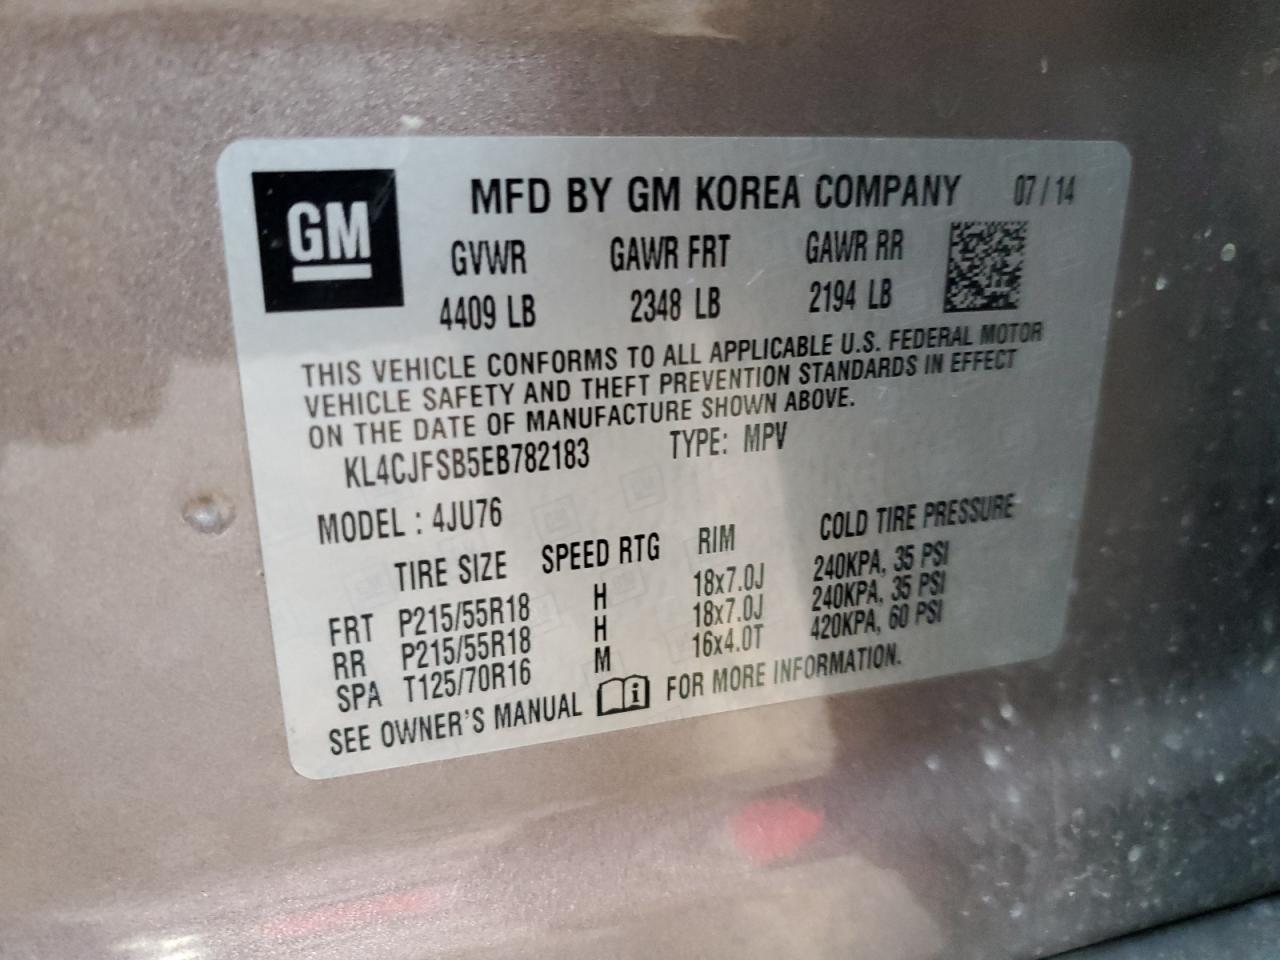 GM
MFD BY GM KOREA COMPANY 07 / 14
GVWR GAWR FRT GAWR RR
4409 LB 2348 LB 2194 LB
THIS VEHICLE CONFORMS TO ALL APPLICABLE U.S. FEDERAL MOTOR
VEHICLE SAFETY AND THEFT PREVENTION STANDARDS IN EFFECT
ON THE DATE OF MANUFACTURE SHOWN ABOVE.
KL4CJFSB5EB782183 TYPE: MPV
MODEL : 4JU76
TIRE SIZE SPEED RTG RIM COLD TIRE PRESSURE
FRT P215/55R18 H 18x7.0J 240KPA, 35 PSI
RR P215/55R18 H 18x7.0J 240KPA, 35 PSI
SPA T125/70R16 M 16x4.0T 420KPA, 60 PSI
SEE OWNER'S MANUAL i FOR MORE INFORMATION.